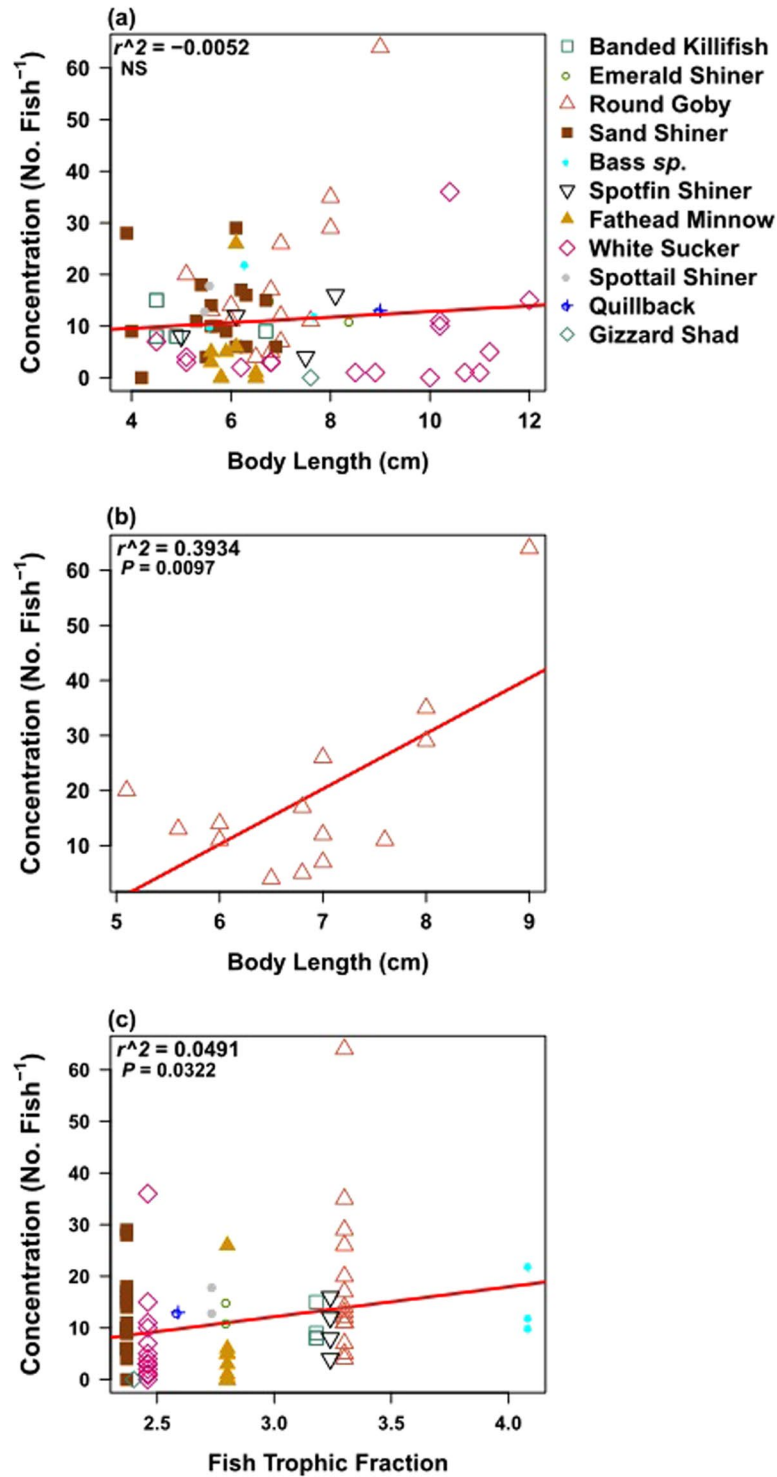 (a)
r^2 = −0.0052
NS
Concentration (No. Fish⁻¹)
60
50
40
30
20
10
0
4 6 8 10 12
Body Length (cm)
Banded Killifish
Emerald Shiner
Round Goby
Sand Shiner
Bass sp.
Spotfin Shiner
Fathead Minnow
White Sucker
Spottail Shiner
Quillback
Gizzard Shad
(b)
r^2 = 0.3934
P = 0.0097
Concentration (No. Fish⁻¹)
60
50
40
30
20
10
5 6 7 8 9
Body Length (cm)
(c)
r^2 = 0.0491
P = 0.0322
Concentration (No. Fish⁻¹)
60
50
40
30
20
10
0
2.5 3.0 3.5 4.0
Fish Trophic Fraction